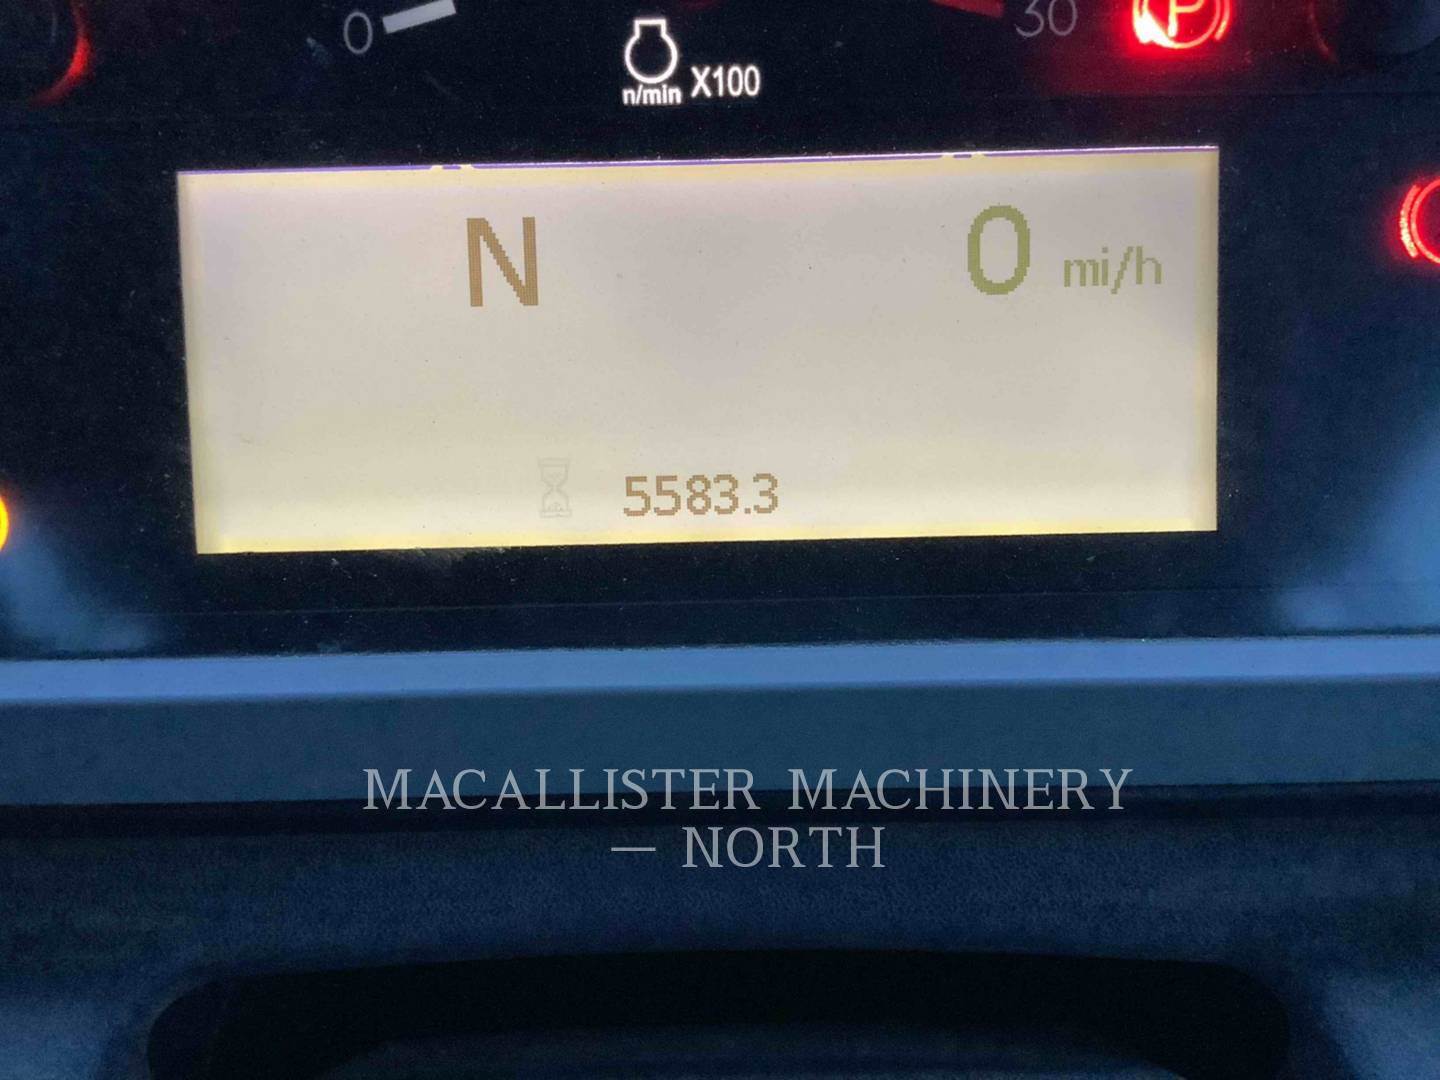 0
30
P
n/min X100
N 0 mi/h
5583.3
MACALLISTER MACHINERY
— NORTH